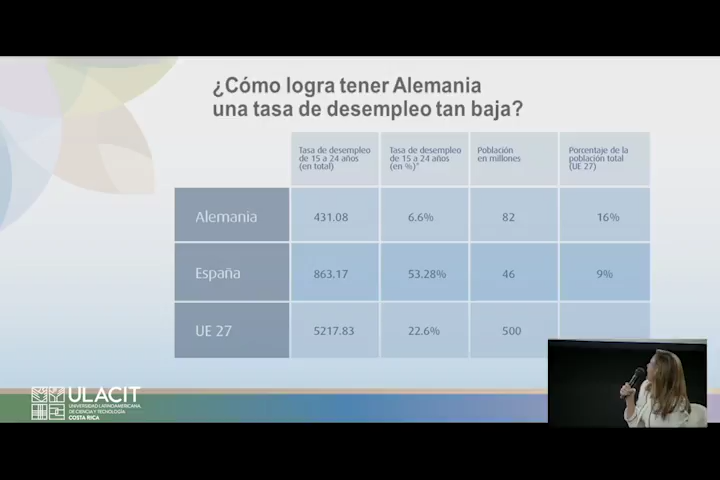 ¿Cómo logra tener Alemania
una tasa de desempleo tan baja?
Tasa de desempleo
de 15 a 24 años
(en total)
Tasa de desempleo
de 15 a 24 años
(en %)*
Población
en millones
Porcentaje de la
población total
(UE 27)
Alemania
431.08
6.6%
82
16%
España
863.17
53.28%
46
9%
UE 27
5217.83
22.6%
500
ULACIT
UNIVERSIDAD LATINOAMERICANA
DE CIENCIA Y TECNOLOGÍA
COSTA RICA